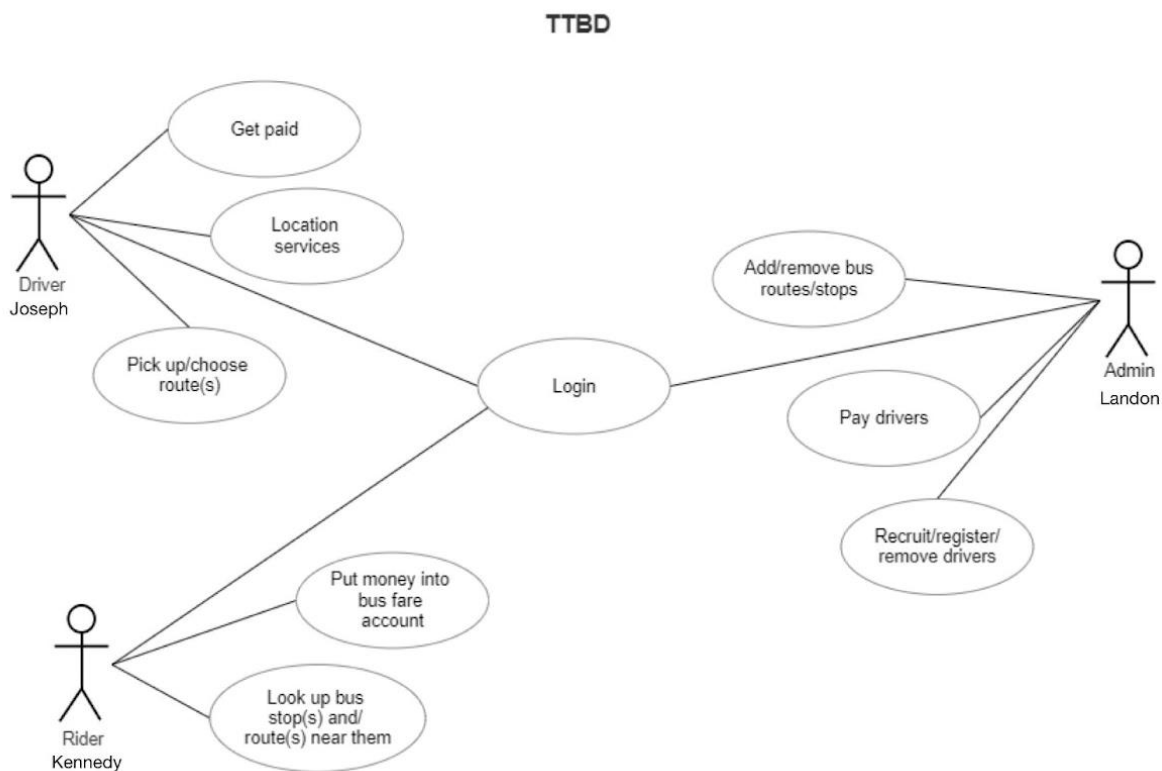 TTBD
Get paid
Location
services
Driver
Joseph
Pick up/choose
route(s)
Login
Add/remove bus
routes/stops
Admin
Landon
Pay drivers
Recruit/register/
remove drivers
Put money into
bus fare
account
Look up bus
stop(s) and/
route(s) near them
Rider
Kennedy